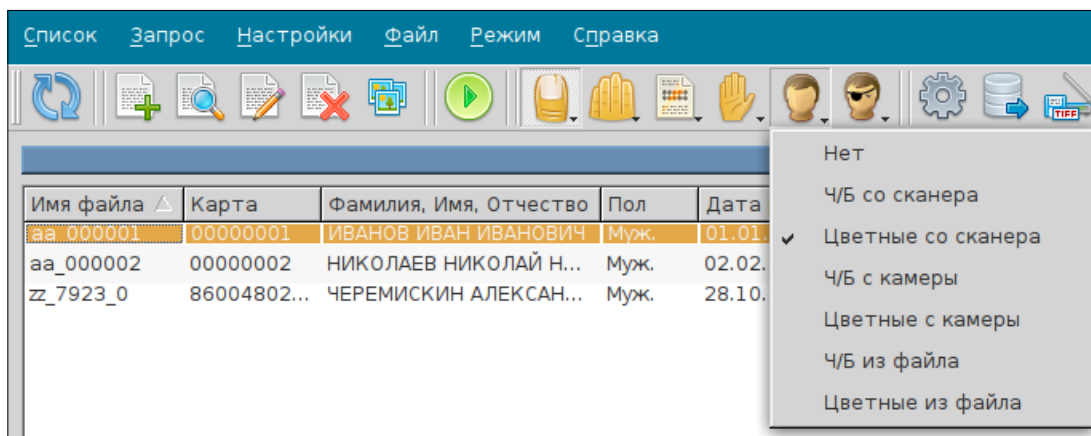 Список Запрос Настройки Файл Режим Справка
TIFF
Нет
Ч/Б со сканера
Цветные со сканера
Ч/Б с камеры
Цветные с камеры
Ч/Б из файла
Цветные из файла
Имя файла Карта Фамилия, Имя, Отчество Пол Дата
aa_000001 00000001 ИВАНОВ ИВАН ИВАНОВИЧ Муж. 01.01.
aa_000002 00000002 НИКОЛАЕВ НИКОЛАЙ Н... Муж. 02.02.
zz_7923_0 86004802... ЧЕРЕМИСКИН АЛЕКСАН... Муж. 28.10.